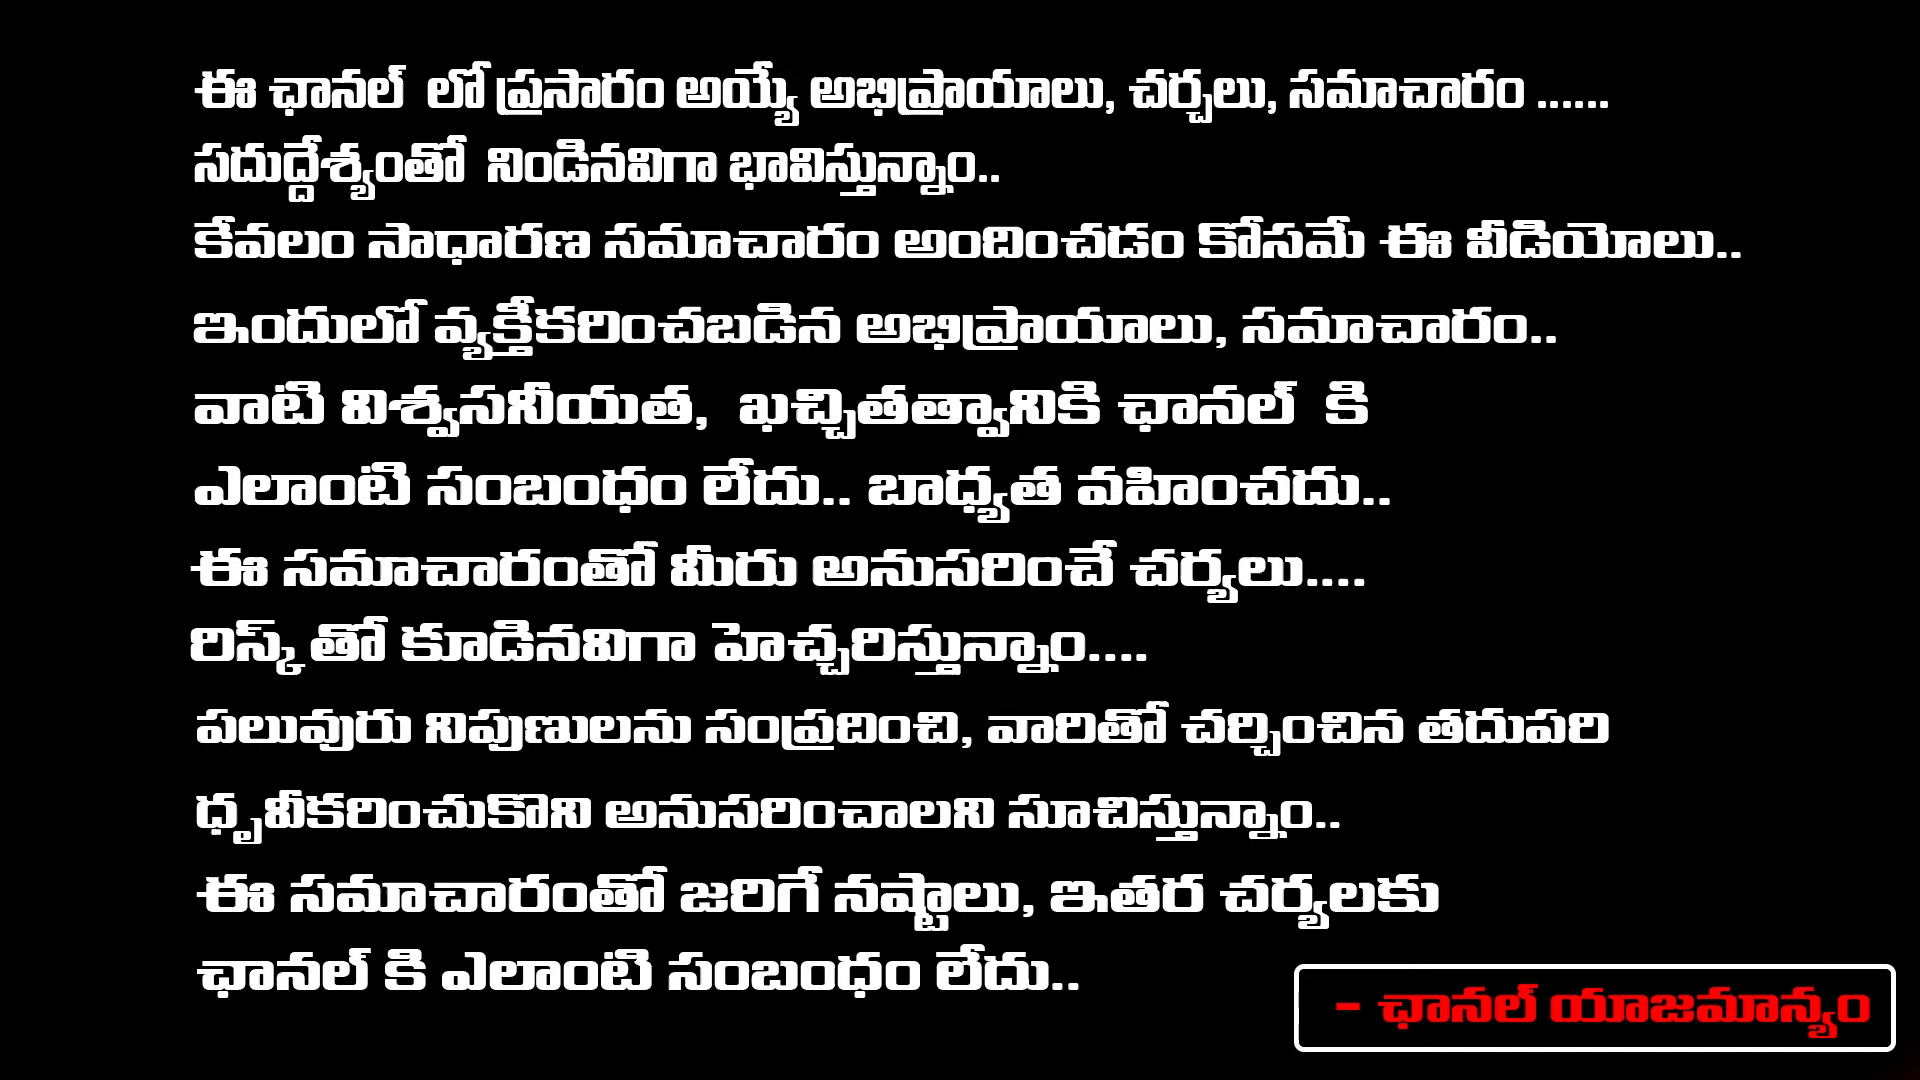 ఈ ఛానల్ లో ప్రసారం అయ్యే అభిప్రాయాలు, చర్చలు, సమాచారం ......
సదుద్దేశ్యంతో నిండినవిగా భావిస్తున్నాం..
కేవలం సాధారణ సమాచారం అందించడం కోసమే ఈ వీడియోలు..
ఇందులో వ్యక్తీకరించబడిన అభిప్రాయాలు, సమాచారం..
వాటి విశ్వసనీయత, ఖచ్చితత్వానికి ఛానల్ కి
ఎలాంటి సంబంధం లేదు.. బాధ్యత వహించదు..
ఈ సమాచారంతో మీరు అనుసరించే చర్యలు....
రిస్క్ తో కూడినవిగా హెచ్చరిస్తున్నాం....
పలువురు నిపుణులను సంప్రదించి, వారితో చర్చించిన తదుపరి
ధృవీకరించుకొని అనుసరించాలని సూచిస్తున్నాం..
ఈ సమాచారంతో జరిగే నష్టాలు, ఇతర చర్యలకు
ఛానల్ కి ఎలాంటి సంబంధం లేదు..
- ఛానల్ యాజమాన్యం